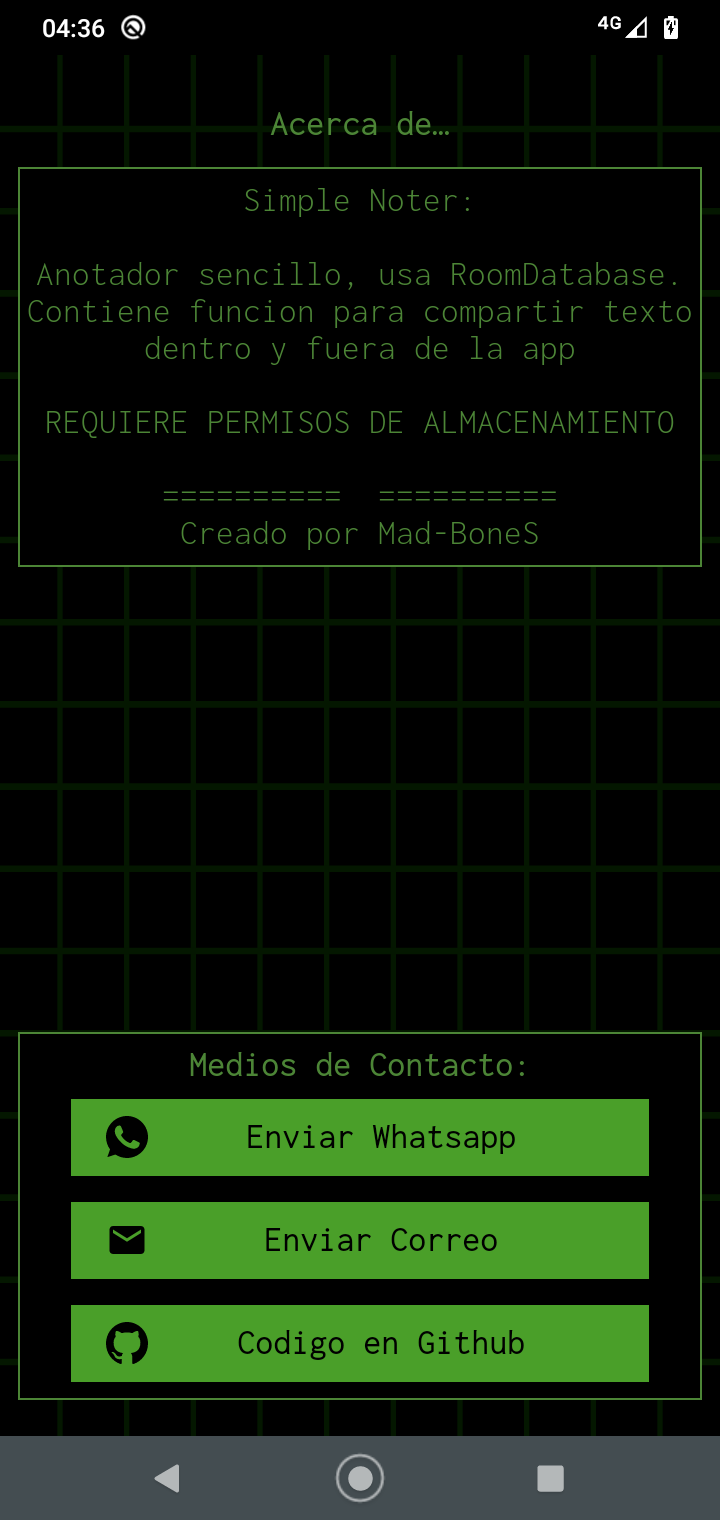 04:36
4G
Acerca de…
Simple Noter:
Anotador sencillo, usa RoomDatabase.
Contiene funcion para compartir texto
dentro y fuera de la app
REQUIERE PERMISOS DE ALMACENAMIENTO
==========  ==========
Creado por Mad-BoneS
Medios de Contacto:
Enviar Whatsapp
Enviar Correo
Codigo en Github